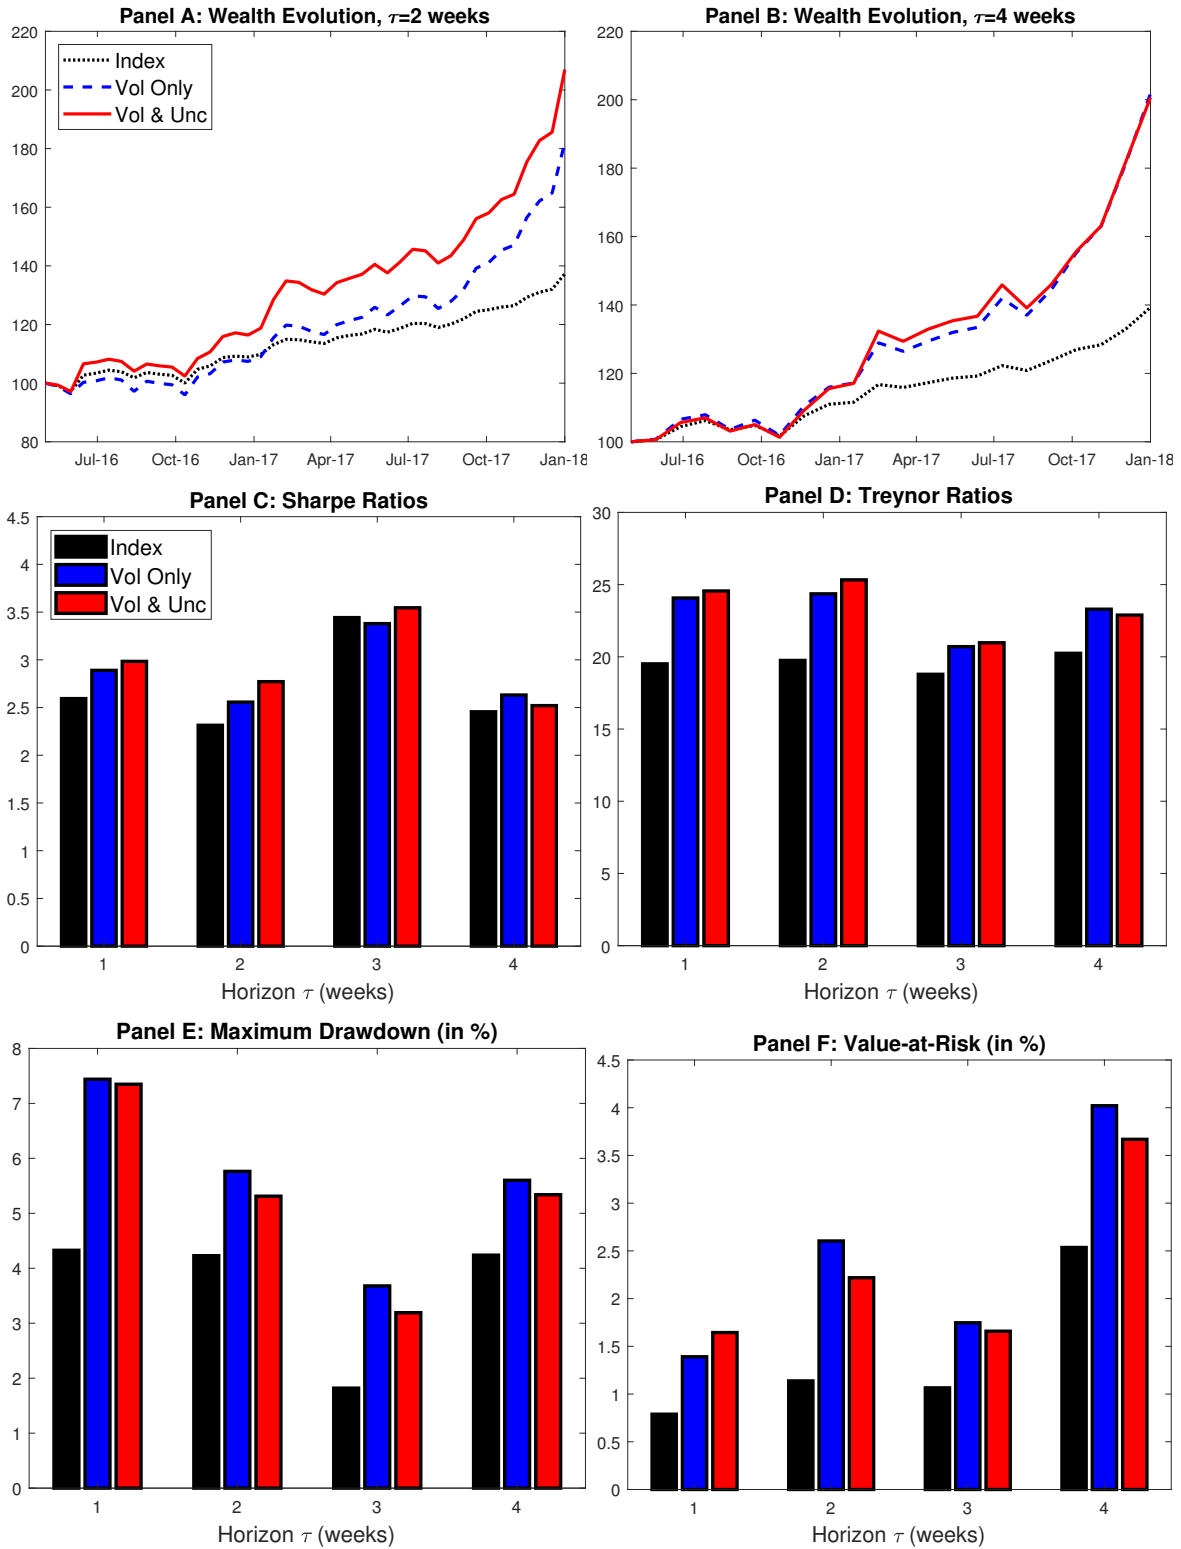 Panel A: Wealth Evolution, τ=2 weeks
220
200
180
160
140
120
100
80
Index
Vol Only
Vol & Unc
Jul-16 Oct-16 Jan-17 Apr-17 Jul-17 Oct-17 Jan-18
Panel B: Wealth Evolution, τ=4 weeks
220
200
180
160
140
120
100
Jul-16 Oct-16 Jan-17 Apr-17 Jul-17 Oct-17 Jan-18
Panel C: Sharpe Ratios
4.5
4
3.5
3
2.5
2
1.5
1
0.5
0
Index
Vol Only
Vol & Unc
1 2 3 4
Horizon τ (weeks)
Panel D: Treynor Ratios
30
25
20
15
10
5
0
1 2 3 4
Horizon τ (weeks)
Panel E: Maximum Drawdown (in %)
8
7
6
5
4
3
2
1
0
1 2 3 4
Horizon τ (weeks)
Panel F: Value-at-Risk (in %)
4.5
4
3.5
3
2.5
2
1.5
1
0.5
0
1 2 3 4
Horizon τ (weeks)